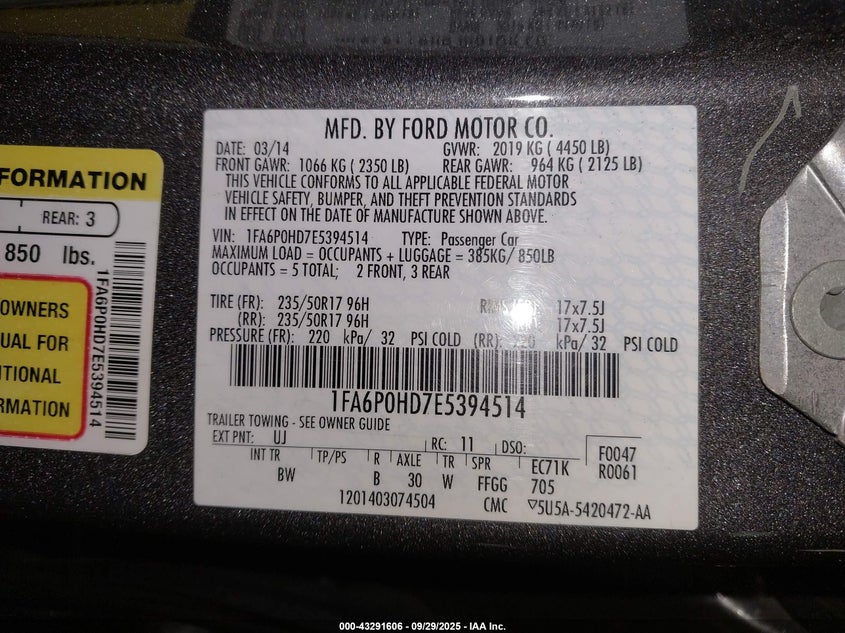 FORMATION
REAR: 3
850 lbs.
OWNERS
UAL FOR
ITIONAL
RMATION
1FA6P0HD7E5394514
MFD. BY FORD MOTOR CO.
DATE: 03/14 GVWR: 2019 KG ( 4450 LB)
FRONT GAWR: 1066 KG ( 2350 LB) REAR GAWR: 964 KG ( 2125 LB)
THIS VEHICLE CONFORMS TO ALL APPLICABLE FEDERAL MOTOR
VEHICLE SAFETY, BUMPER, AND THEFT PREVENTION STANDARDS
IN EFFECT ON THE DATE OF MANUFACTURE SHOWN ABOVE.
VIN: 1FA6P0HD7E5394514 TYPE: Passenger Car
MAXIMUM LOAD = OCCUPANTS + LUGGAGE = 385KG/ 850LB
OCCUPANTS = 5 TOTAL; 2 FRONT, 3 REAR
TIRE (FR): 235/50R17 96H 17x7.5J
(RR): 235/50R17 96H 17x7.5J
PRESSURE (FR): 220 kPa/ 32 PSI COLD (RR): kPa/ 32 PSI COLD
1FA6P0HD7E5394514
TRAILER TOWING - SEE OWNER GUIDE
EXT PNT: UJ RC: 11 DSO: F0047
INT TR TP/PS R AXLE TR SPR EC71K R0061
BW B 30 W FFGG 705
1201403074504 CMC 5U5A-5420472-AA
000-43291606 - 09/29/2025 - IAA Inc.